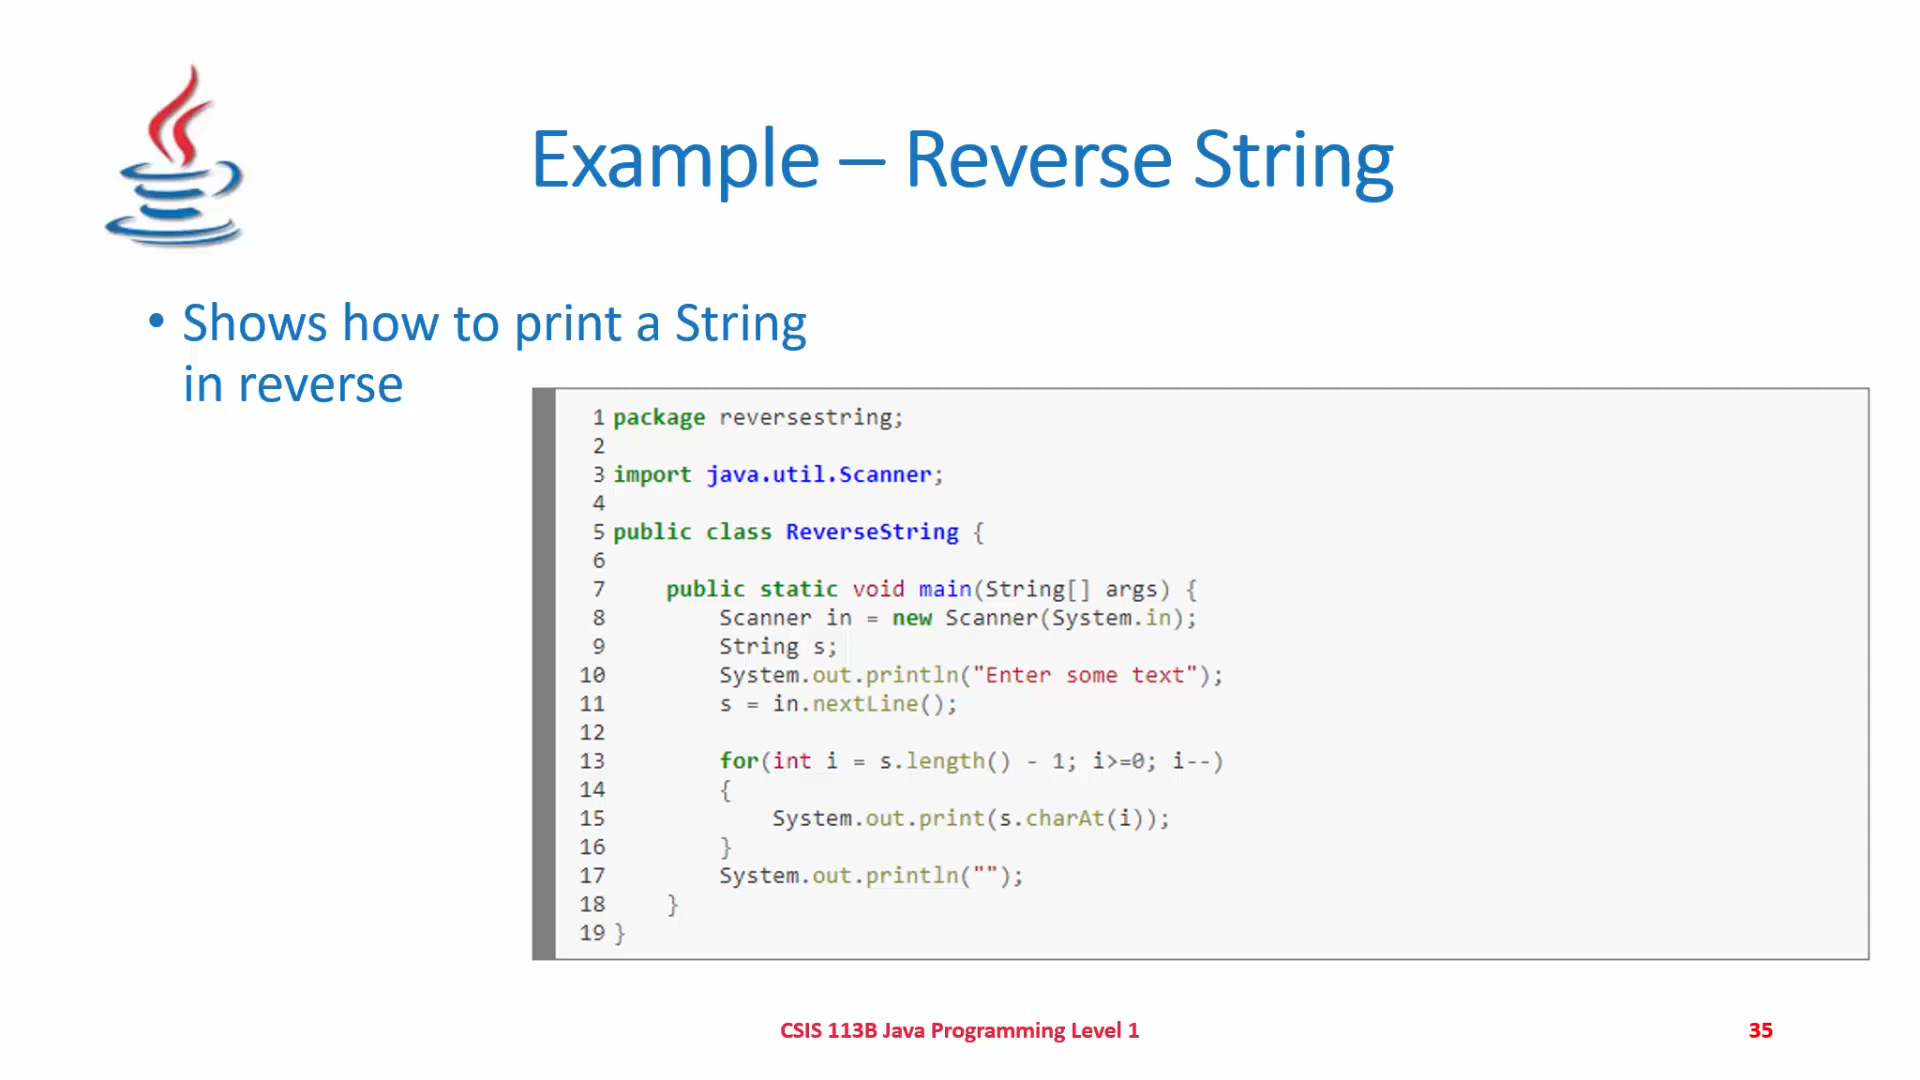 Example – Reverse String
• Shows how to print a String
in reverse
1 package reversestring;
2
3 import java.util.Scanner;
4
5 public class ReverseString {
6
7     public static void main(String[] args) {
8         Scanner in = new Scanner(System.in);
9         String s;
10         System.out.println("Enter some text");
11         s = in.nextLine();
12
13         for(int i = s.length() - 1; i>=0; i--)
14         {
15             System.out.print(s.charAt(i));
16         }
17         System.out.println("");
18     }
19 }
CSIS 113B Java Programming Level 1
35